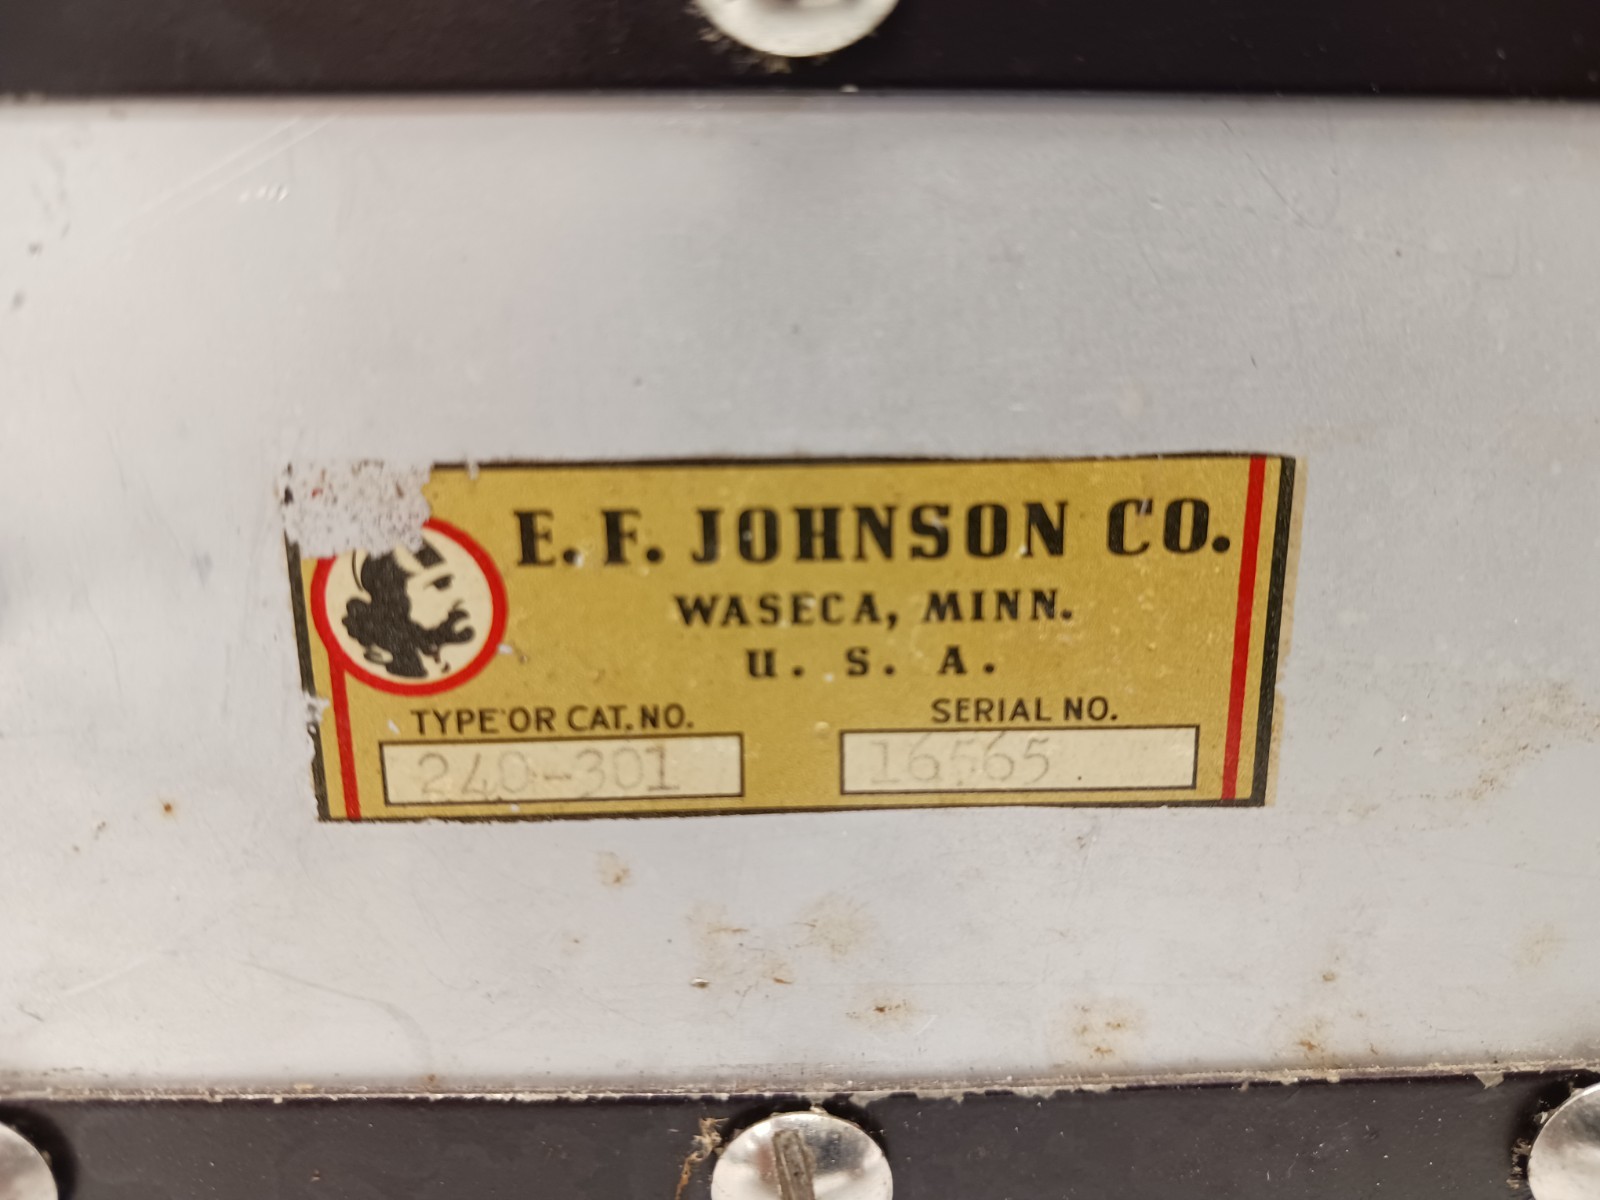 E. F. JOHNSON CO.
WASECA, MINN.
U. S. A.
TYPE OR CAT. NO. SERIAL NO.
240-301 16565